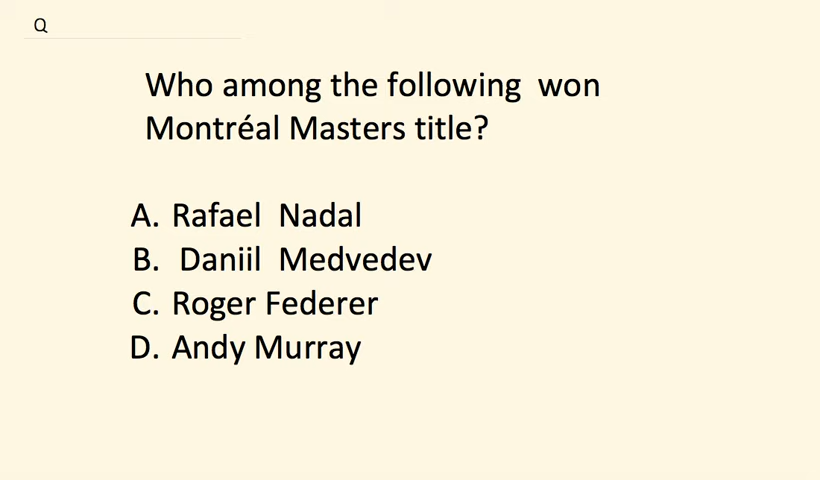 Q
Who among the following won
Montréal Masters title?
A. Rafael Nadal
B. Daniil Medvedev
C. Roger Federer
D. Andy Murray